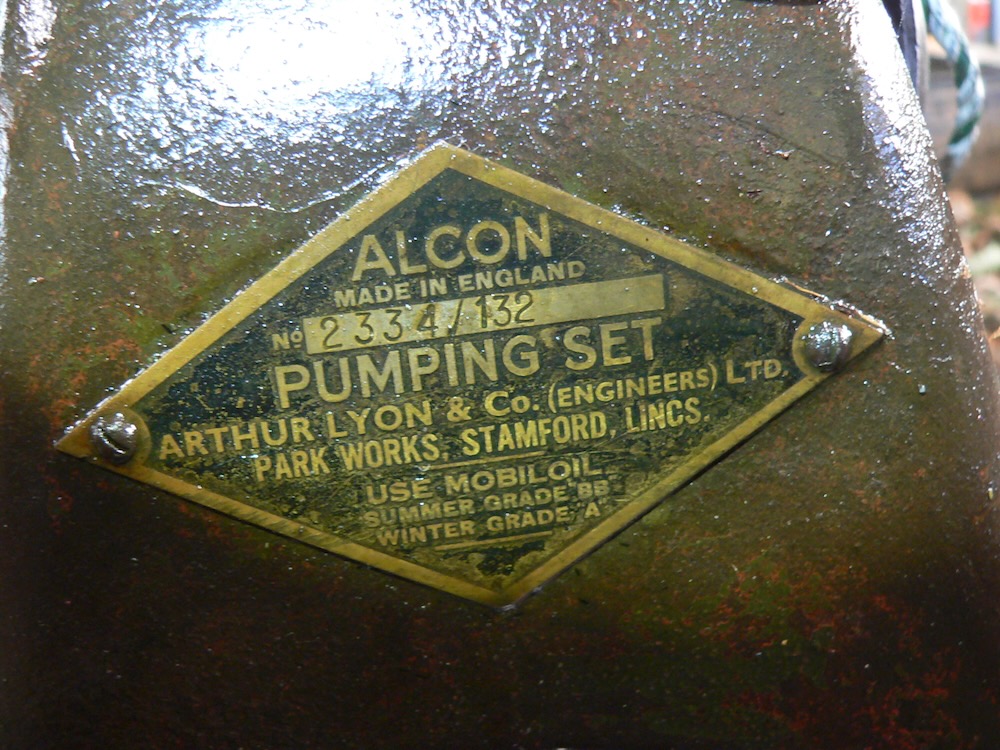 ALCON
MADE IN ENGLAND
No 2334/132
PUMPING SET
ARTHUR LYON & Co. (ENGINEERS) LTD.
PARK WORKS, STAMFORD, LINCS.
USE MOBILOIL.
SUMMER GRADE "BB"
WINTER GRADE "A"